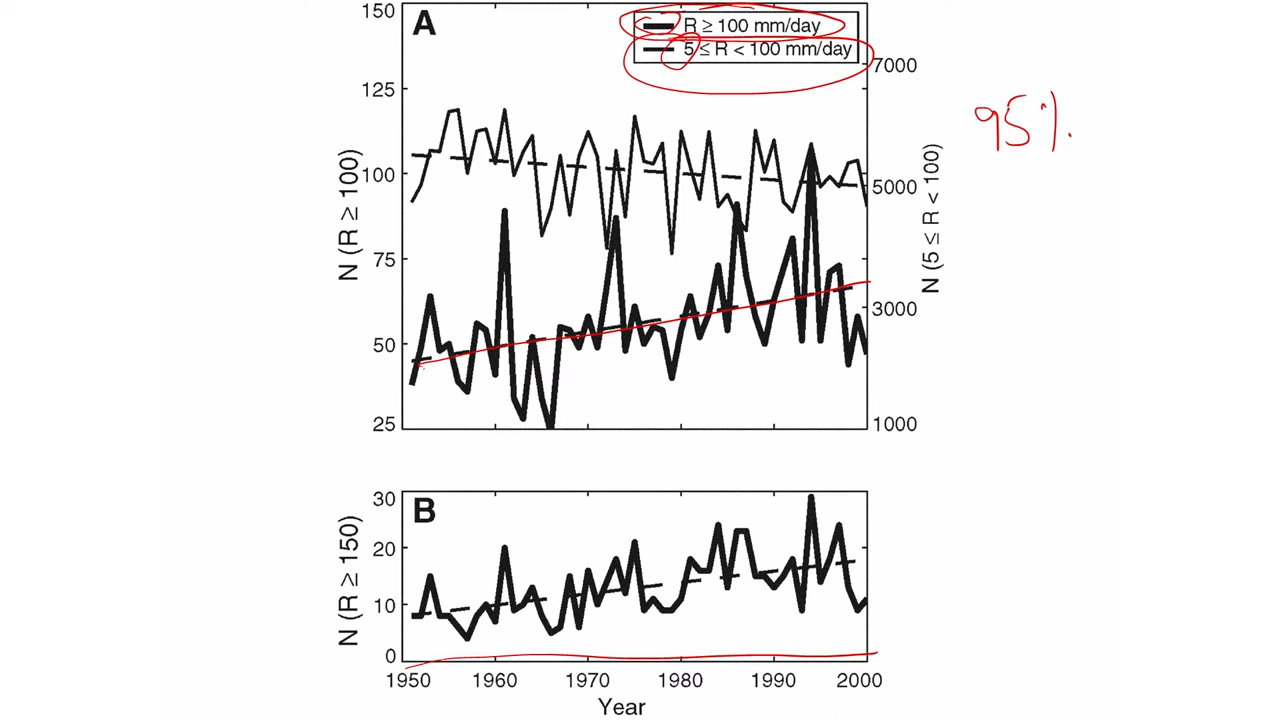 A
R ≥ 100 mm/day
5 ≤ R < 100 mm/day
150
125
100
75
50
25
N (R ≥ 100)
7000
5000
3000
1000
N (5 ≤ R < 100)
95%
B
30
20
10
0
N (R ≥ 150)
1950 1960 1970 1980 1990 2000
Year